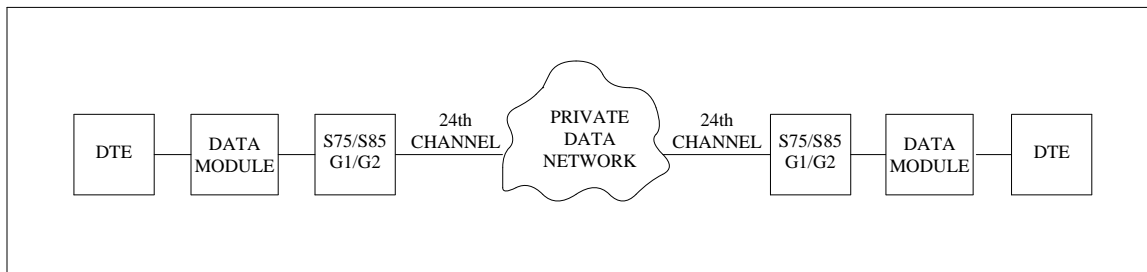 DTE
DATA
MODULE
S75/S85
G1/G2
24th
CHANNEL
PRIVATE
DATA
NETWORK
24th
CHANNEL
S75/S85
G1/G2
DATA
MODULE
DTE